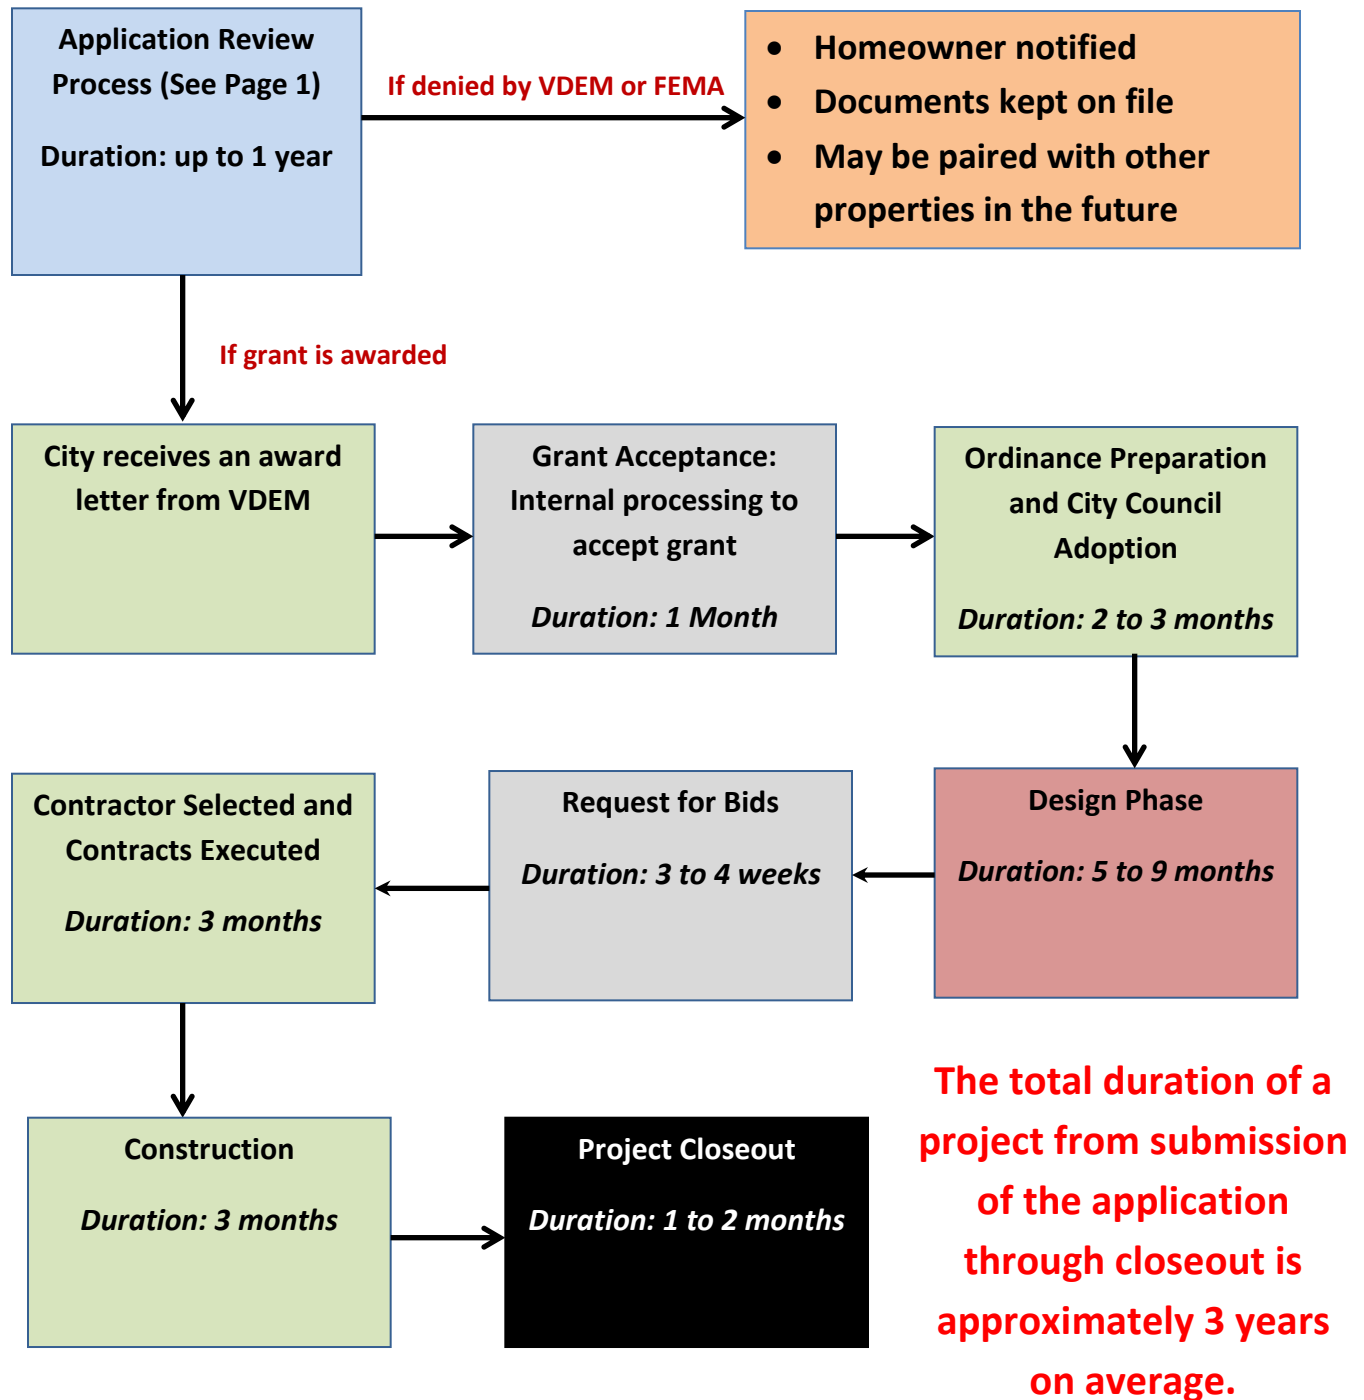 Application Review
Process (See Page 1)
Duration: up to 1 year
If denied by VDEM or FEMA
• Homeowner notified
• Documents kept on file
• May be paired with other
properties in the future
If grant is awarded
City receives an award
letter from VDEM
Grant Acceptance:
Internal processing to
accept grant
Duration: 1 Month
Ordinance Preparation
and City Council
Adoption
Duration: 2 to 3 months
Design Phase
Duration: 5 to 9 months
Request for Bids
Duration: 3 to 4 weeks
Contractor Selected and
Contracts Executed
Duration: 3 months
Construction
Duration: 3 months
Project Closeout
Duration: 1 to 2 months
The total duration of a
project from submission
of the application
through closeout is
approximately 3 years
on average.